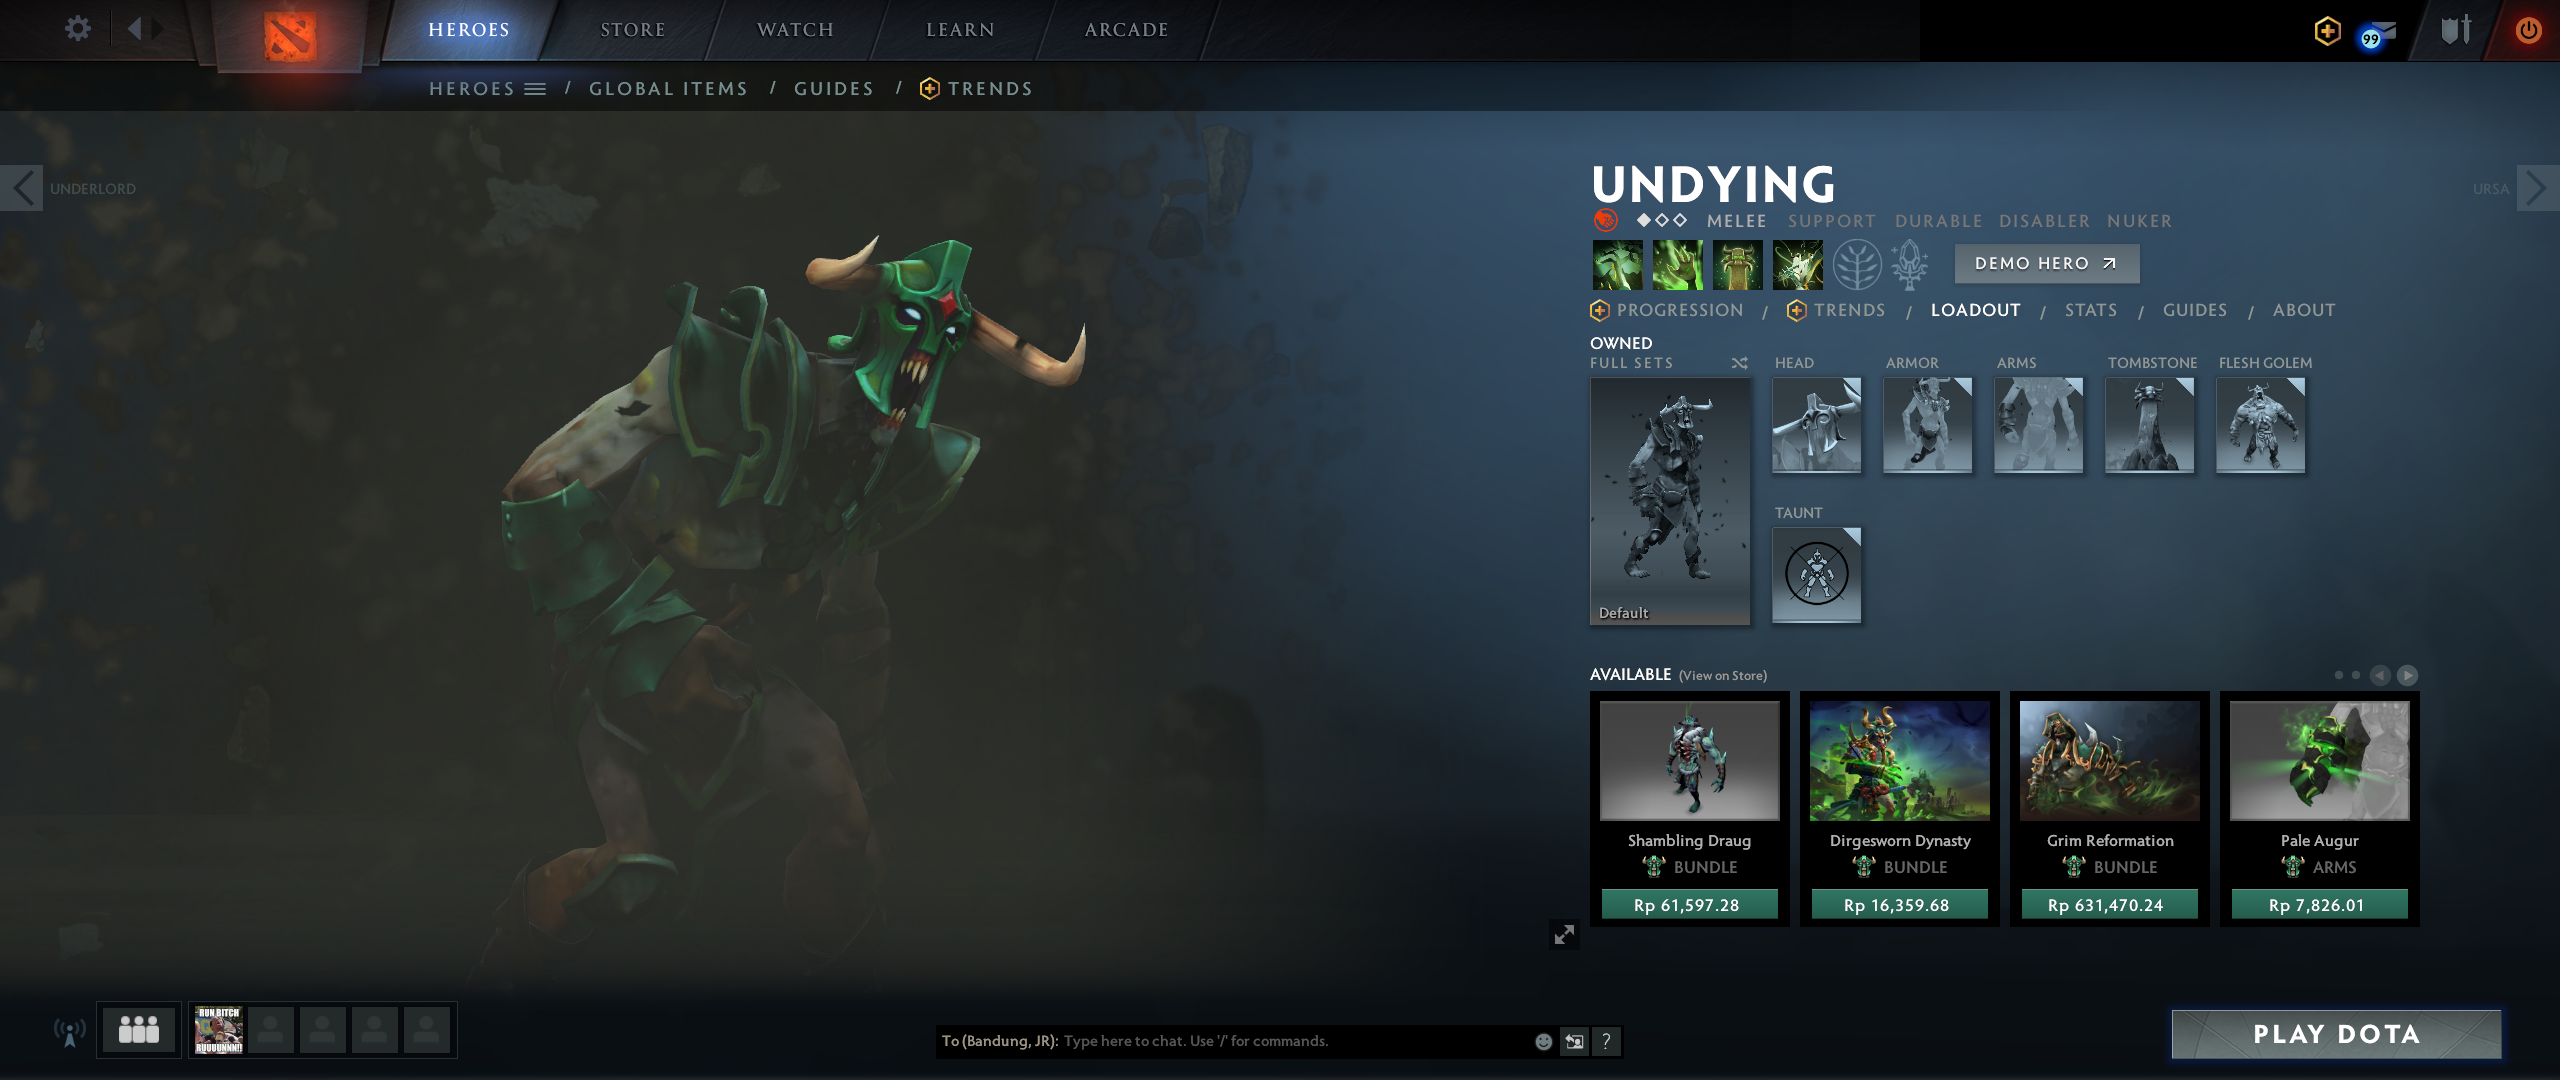 HEROES
STORE
WATCH
LEARN
ARCADE
99
HEROES / GLOBAL ITEMS / GUIDES / TRENDS
UNDERLORD
URSA
UNDYING
MELEE SUPPORT DURABLE DISABLER NUKER
DEMO HERO
PROGRESSION / TRENDS / LOADOUT / STATS / GUIDES / ABOUT
OWNED
FULL SETS
HEAD
ARMOR
ARMS
TOMBSTONE
FLESH GOLEM
Default
TAUNT
AVAILABLE (View on Store)
Shambling Draug
BUNDLE
Rp 61,597.28
Dirgesworn Dynasty
BUNDLE
Rp 16,359.68
Grim Reformation
BUNDLE
Rp 631,470.24
Pale Augur
ARMS
Rp 7,826.01
RUN BITCH
RUUUUNNN!!
To (Bandung, JR): Type here to chat. Use '/' for commands.
?
PLAY DOTA